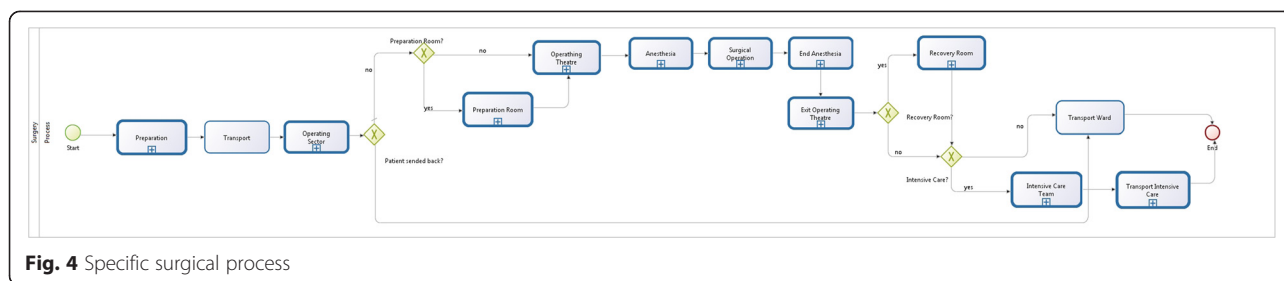 Surgery
Process
Start
Preparation
Transport
Operating
Sector
Patient sended back?
no
Preparation Room?
no
yes
Preparation Room
Operathing
Theatre
Anesthesia
Surgical
Operation
End Anesthesia
Exit Operating
Theatre
yes
Recovery Room
Recovery Room?
no
no
Transport Ward
Intensive Care?
yes
Intensive Care
Team
Transport Intensive
Care
End
Fig. 4 Specific surgical process